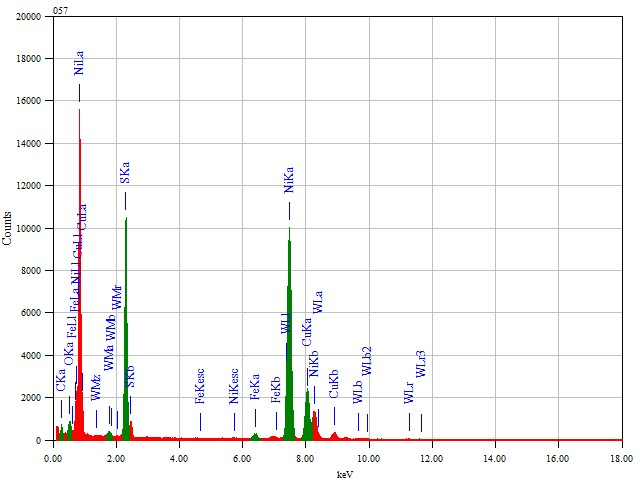 057
20000
18000
16000
14000
12000
10000
8000
6000
4000
2000
0
Counts
CKa
OKa
FeLl
FeLa
NiLl
NiLa
CuLl
CuLa
WMz
WMa
WMb
WMr
SKa
SKb
FeKesc
NiKesc
FeKa
FeKb
WLl
NiKa
CuKa
NiKb
WLa
CuKb
WLb
WLb2
WLr
WLr3
0.00 2.00 4.00 6.00 8.00 10.00 12.00 14.00 16.00 18.00
keV